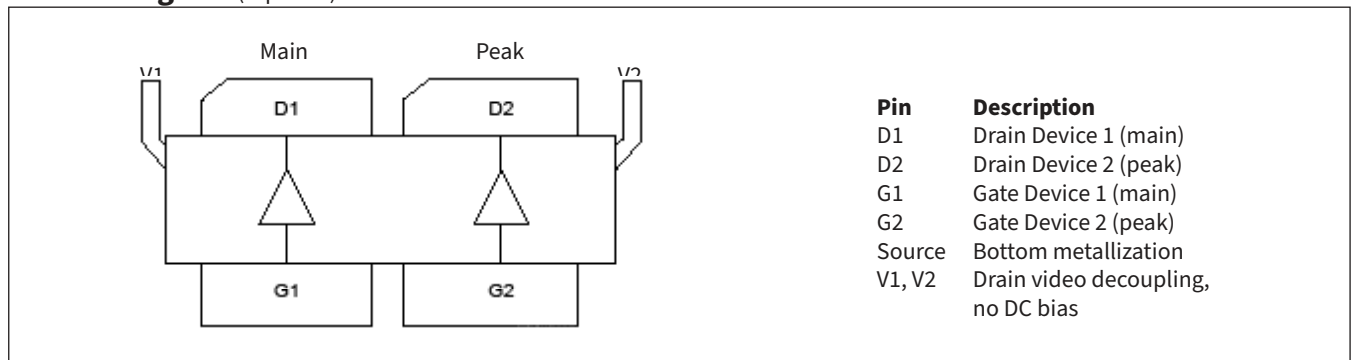 Main Peak
V1 V2
D1 D2
G1 G2
Pin Description
D1 Drain Device 1 (main)
D2 Drain Device 2 (peak)
G1 Gate Device 1 (main)
G2 Gate Device 2 (peak)
Source Bottom metallization
V1, V2 Drain video decoupling,
no DC bias